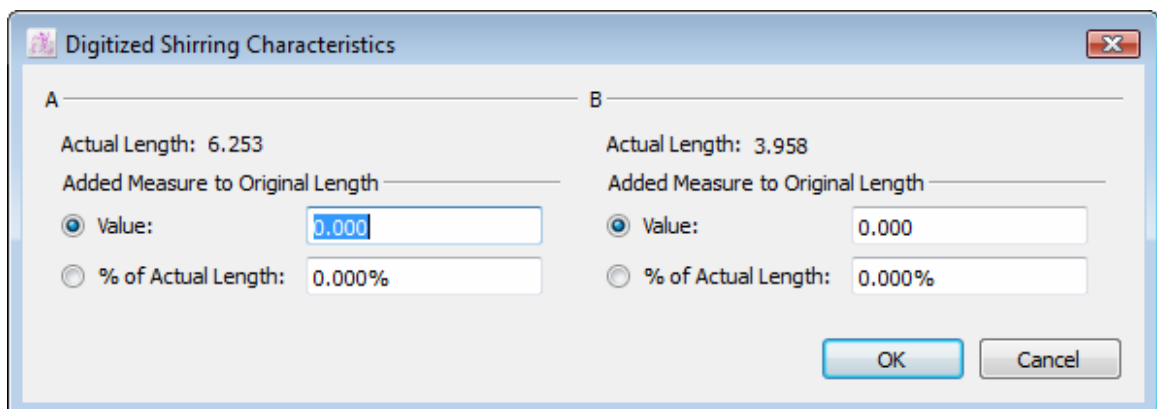 Digitized Shirring Characteristics
A
Actual Length: 6.253
Added Measure to Original Length
Value: 0.000
% of Actual Length: 0.000%
B
Actual Length: 3.958
Added Measure to Original Length
Value: 0.000
% of Actual Length: 0.000%
OK
Cancel